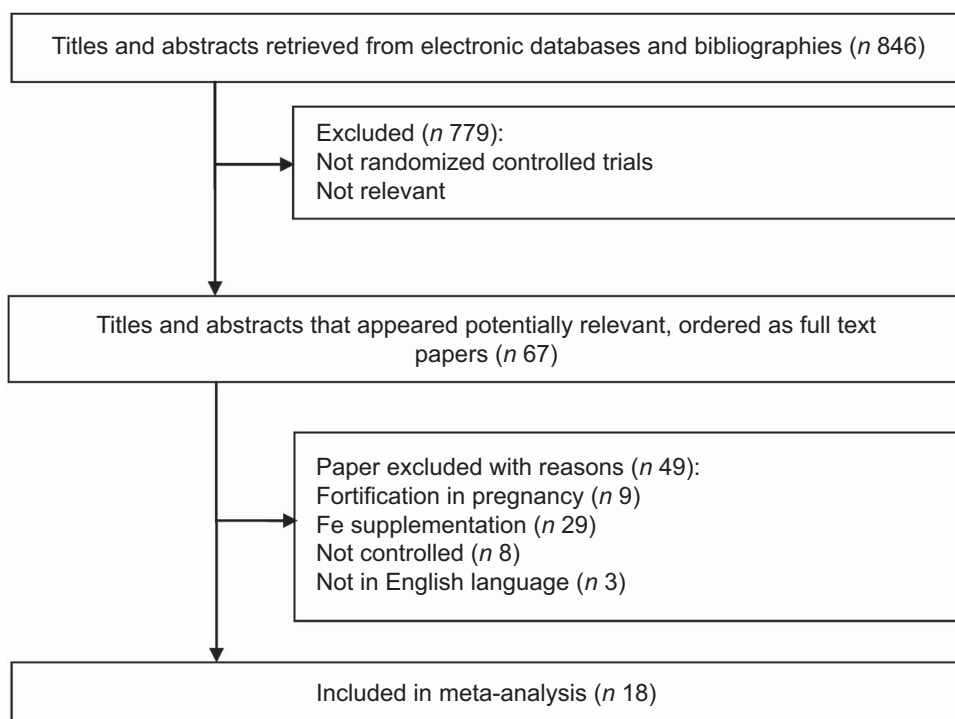 Titles and abstracts retrieved from electronic databases and bibliographies (n 846)
Excluded (n 779):
Not randomized controlled trials
Not relevant
Titles and abstracts that appeared potentially relevant, ordered as full text
papers (n 67)
Paper excluded with reasons (n 49):
Fortification in pregnancy (n 9)
Fe supplementation (n 29)
Not controlled (n 8)
Not in English language (n 3)
Included in meta-analysis (n 18)